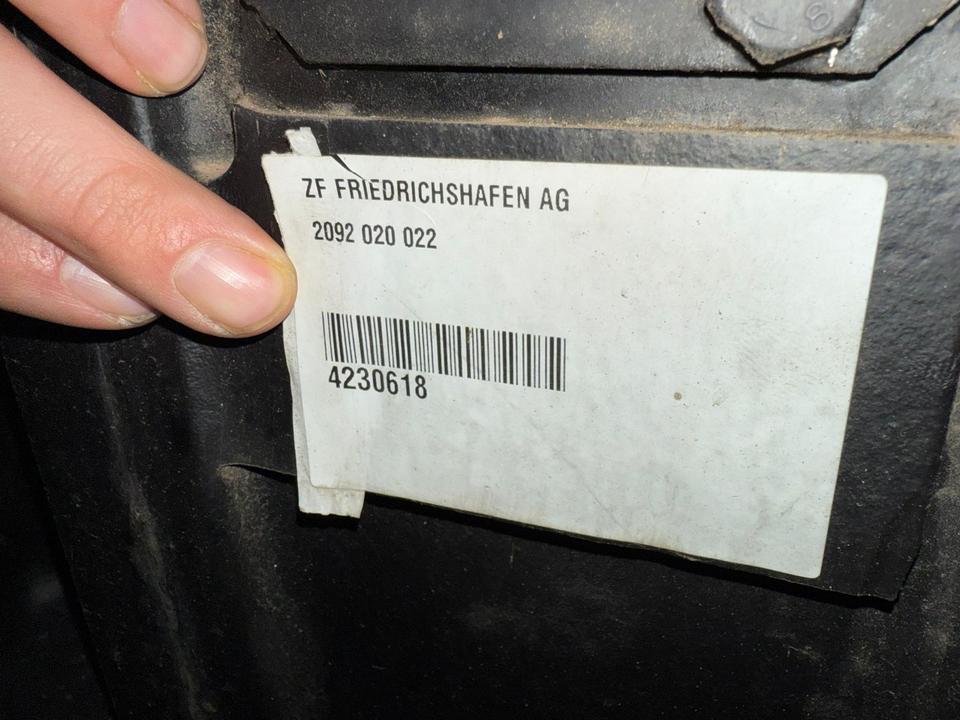 ZF FRIEDRICHSHAFEN AG
2092 020 022
4230618